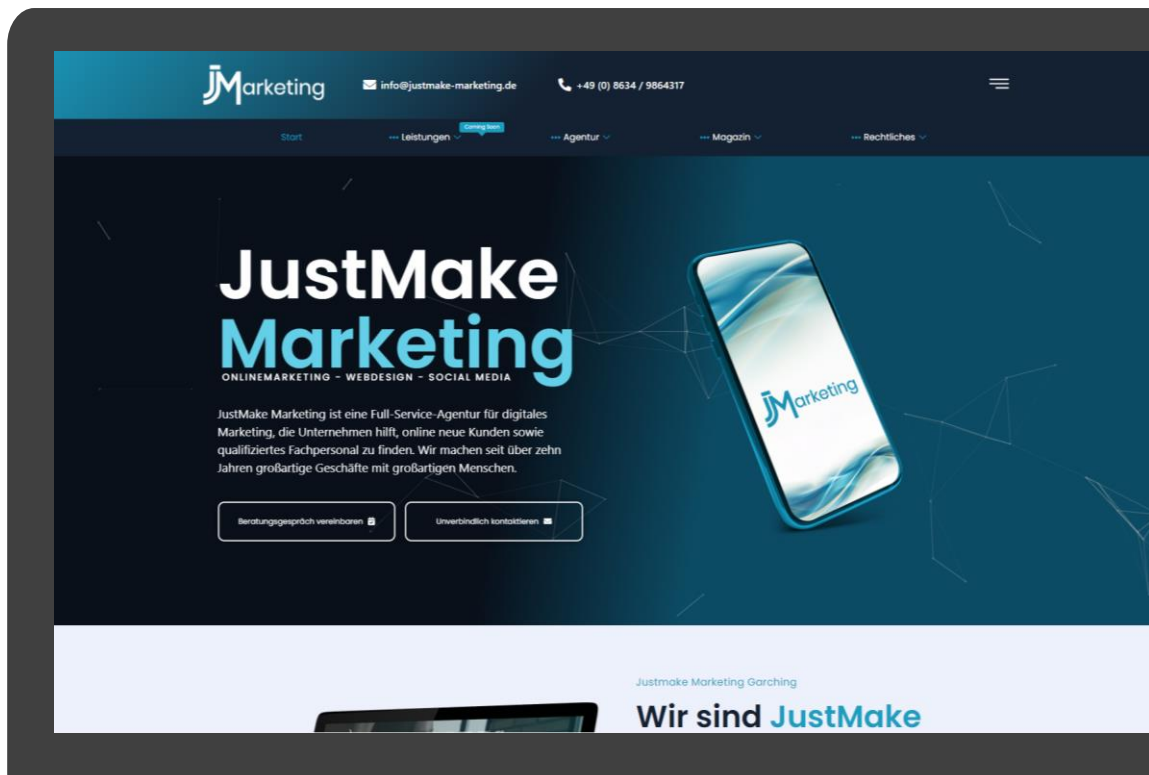 JMarketing
info@justmake-marketing.de
+49 (0) 8634 / 9864317
Coming Soon
Start
Leistungen
Agentur
Magazin
Rechtliches
JustMake
Marketing
ONLINEMARKETING - WEBDESIGN - SOCIAL MEDIA
JustMake Marketing ist eine Full-Service-Agentur für digitales
Marketing, die Unternehmen hilft, online neue Kunden sowie
qualifiziertes Fachpersonal zu finden. Wir machen seit über zehn
Jahren großartige Geschäfte mit großartigen Menschen.
Beratungsgespräch vereinbaren
Unverbindlich kontaktieren
JMarketing
Justmake Marketing Garching
Wir sind JustMake